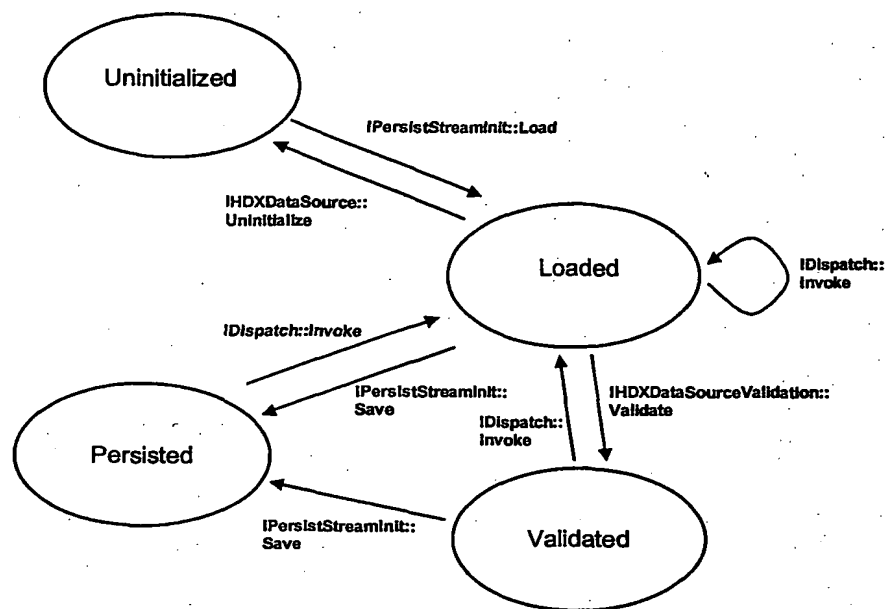 Uninitialized
IPersistStreamInit::Load
IHDXDataSource::
Uninitialize
Loaded
IDispatch::
Invoke
IDispatch::Invoke
IPersistStreamInit::
Save
IDispatch::
Invoke
IHDXDataSourceValidation::
Validate
Persisted
IPersistStreamInit::
Save
Validated